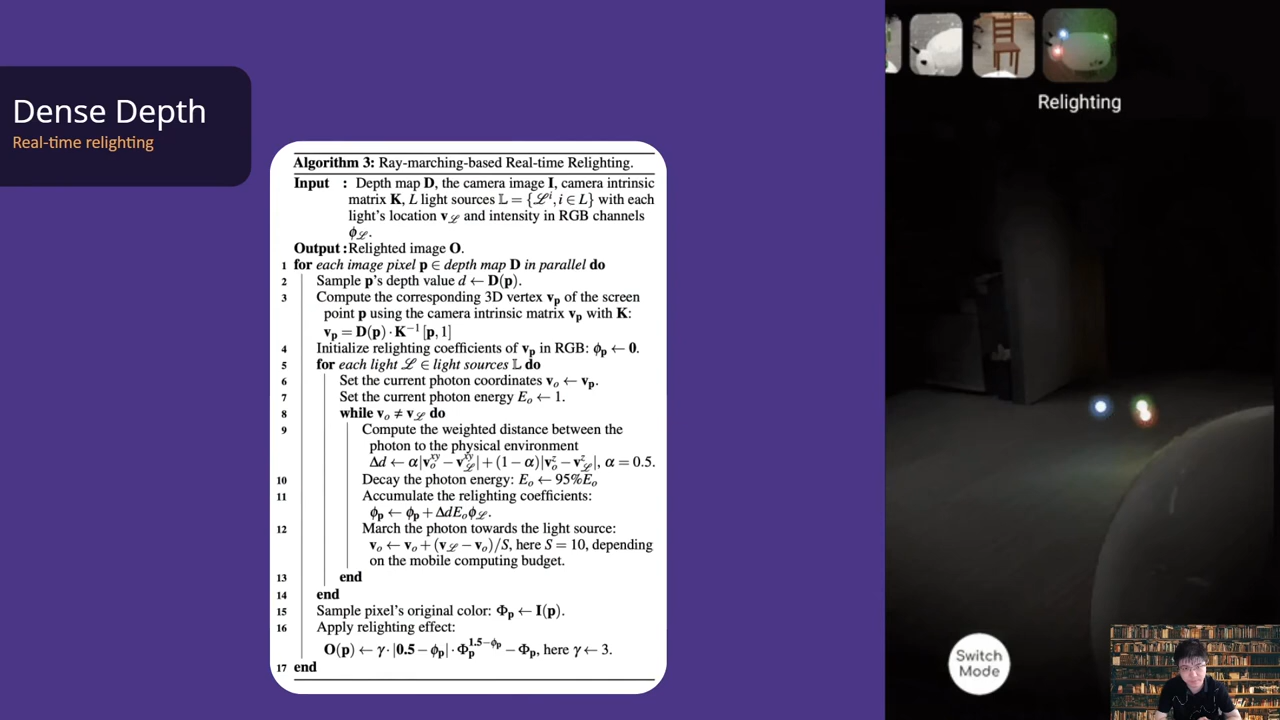 Dense Depth
Real-time relighting
Algorithm 3: Ray-marching-based Real-time Relighting.
Input : Depth map D, the camera image I, camera intrinsic
matrix K, L light sources 𝕃 = {ℒⁱ, i ∈ L} with each
light's location v_ℒ and intensity in RGB channels
ϕ_ℒ.
Output : Relighted image O.
1 for each image pixel p ∈ depth map D in parallel do
2 Sample p's depth value d ← D(p).
3 Compute the corresponding 3D vertex v_p of the screen
point p using the camera intrinsic matrix v_p with K:
v_p = D(p) · K⁻¹ [p, 1]
4 Initialize relighting coefficients of v_p in RGB: ϕ_p ← 0.
5 for each light ℒ ∈ light sources 𝕃 do
6 Set the current photon coordinates v_o ← v_p.
7 Set the current photon energy E_o ← 1.
8 while v_o ≠ v_ℒ do
9 Compute the weighted distance between the
photon to the physical environment
Δd ← α|v_o^xy − v_ℒ^xy| + (1 − α)|v_o^z − v_ℒ^z|, α = 0.5.
10 Decay the photon energy: E_o ← 95%E_o
11 Accumulate the relighting coefficients:
ϕ_p ← ϕ_p + ΔdE_oϕ_ℒ.
12 March the photon towards the light source:
v_o ← v_o + (v_ℒ − v_o)/S, here S = 10, depending
on the mobile computing budget.
13 end
14 end
15 Sample pixel's original color: Φ_p ← I(p).
16 Apply relighting effect:
O(p) ← γ · |0.5 − ϕ_p| · Φ_p^(1.5−ϕ_p) − Φ_p, here γ ← 3.
17 end
Relighting
Switch
Mode